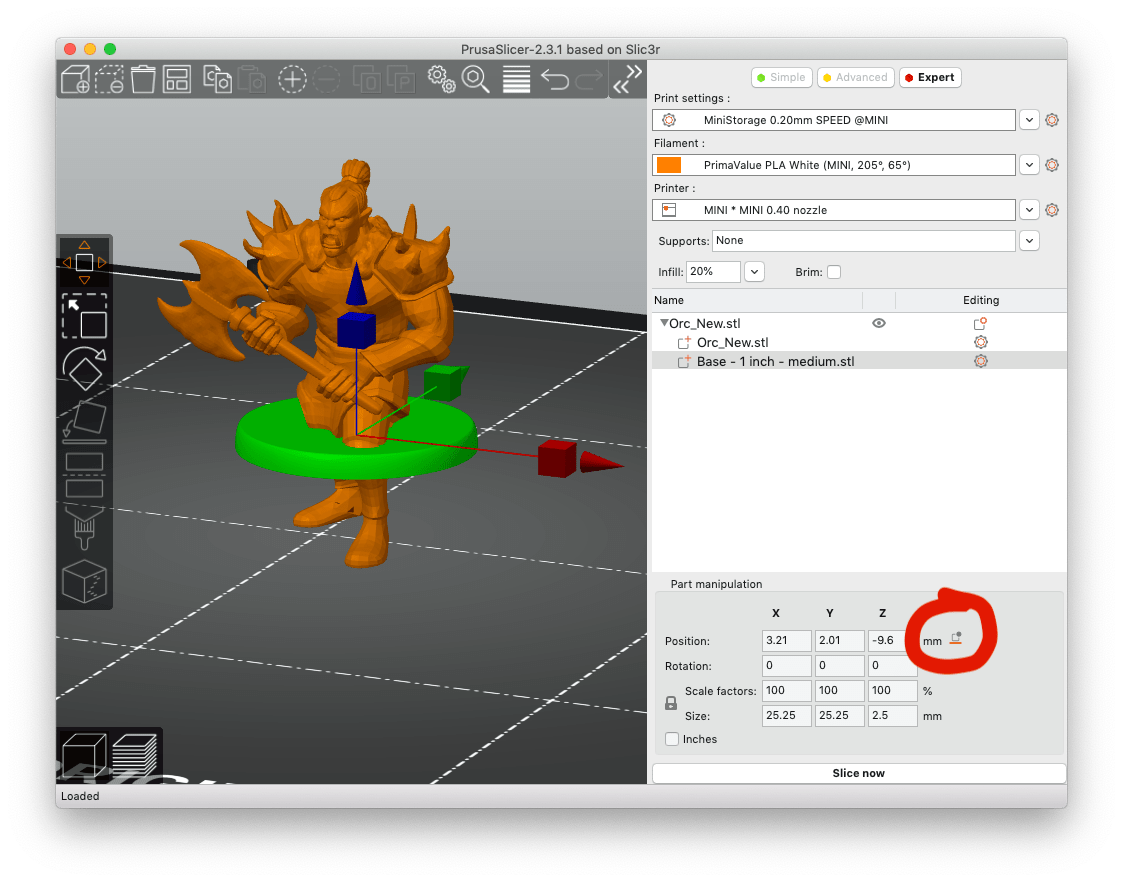 PrusaSlicer-2.3.1 based on Slic3r
Simple Advanced Expert
Print settings :
MiniStorage 0.20mm SPEED @MINI
Filament :
PrimaValue PLA White (MINI, 205°, 65°)
Printer :
MINI * MINI 0.40 nozzle
Supports: None
Infill: 20% Brim:
Name Editing
Orc_New.stl
Orc_New.stl
Base - 1 inch - medium.stl
Part manipulation
X Y Z
Position: 3.21 2.01 -9.6 mm
Rotation: 0 0 0
Scale factors: 100 100 100 %
Size: 25.25 25.25 2.5 mm
Inches
Slice now
Loaded